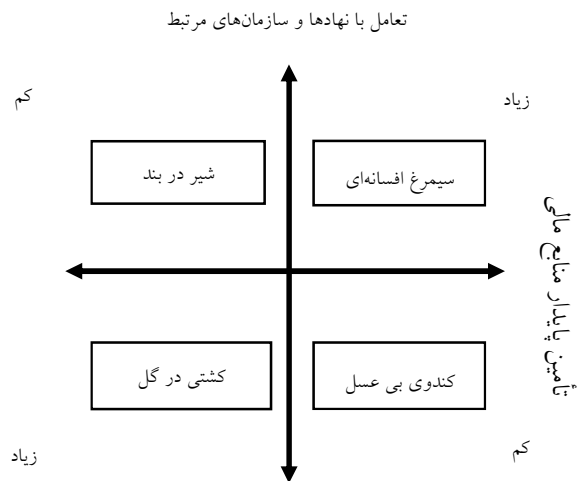 تعامل با نهادها و سازمان‌های مرتبط
زیاد
کم
سیمرغ افسانه‌ای
شیر در بند
تأمین پایدار منابع مالی
کندوی بی عسل
کشتی در گل
کم
زیاد